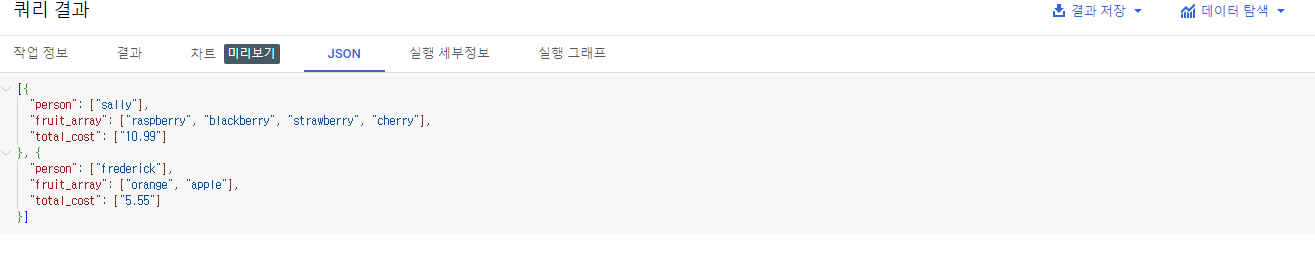 쿼리 결과
결과 저장
데이터 탐색
작업 정보 결과 차트 미리보기 JSON 실행 세부정보 실행 그래프
[{
"person": ["sally"],
"fruit_array": ["raspberry", "blackberry", "strawberry", "cherry"],
"total_cost": ["10.99"]
}, {
"person": ["frederick"],
"fruit_array": ["orange", "apple"],
"total_cost": ["5.55"]
}]